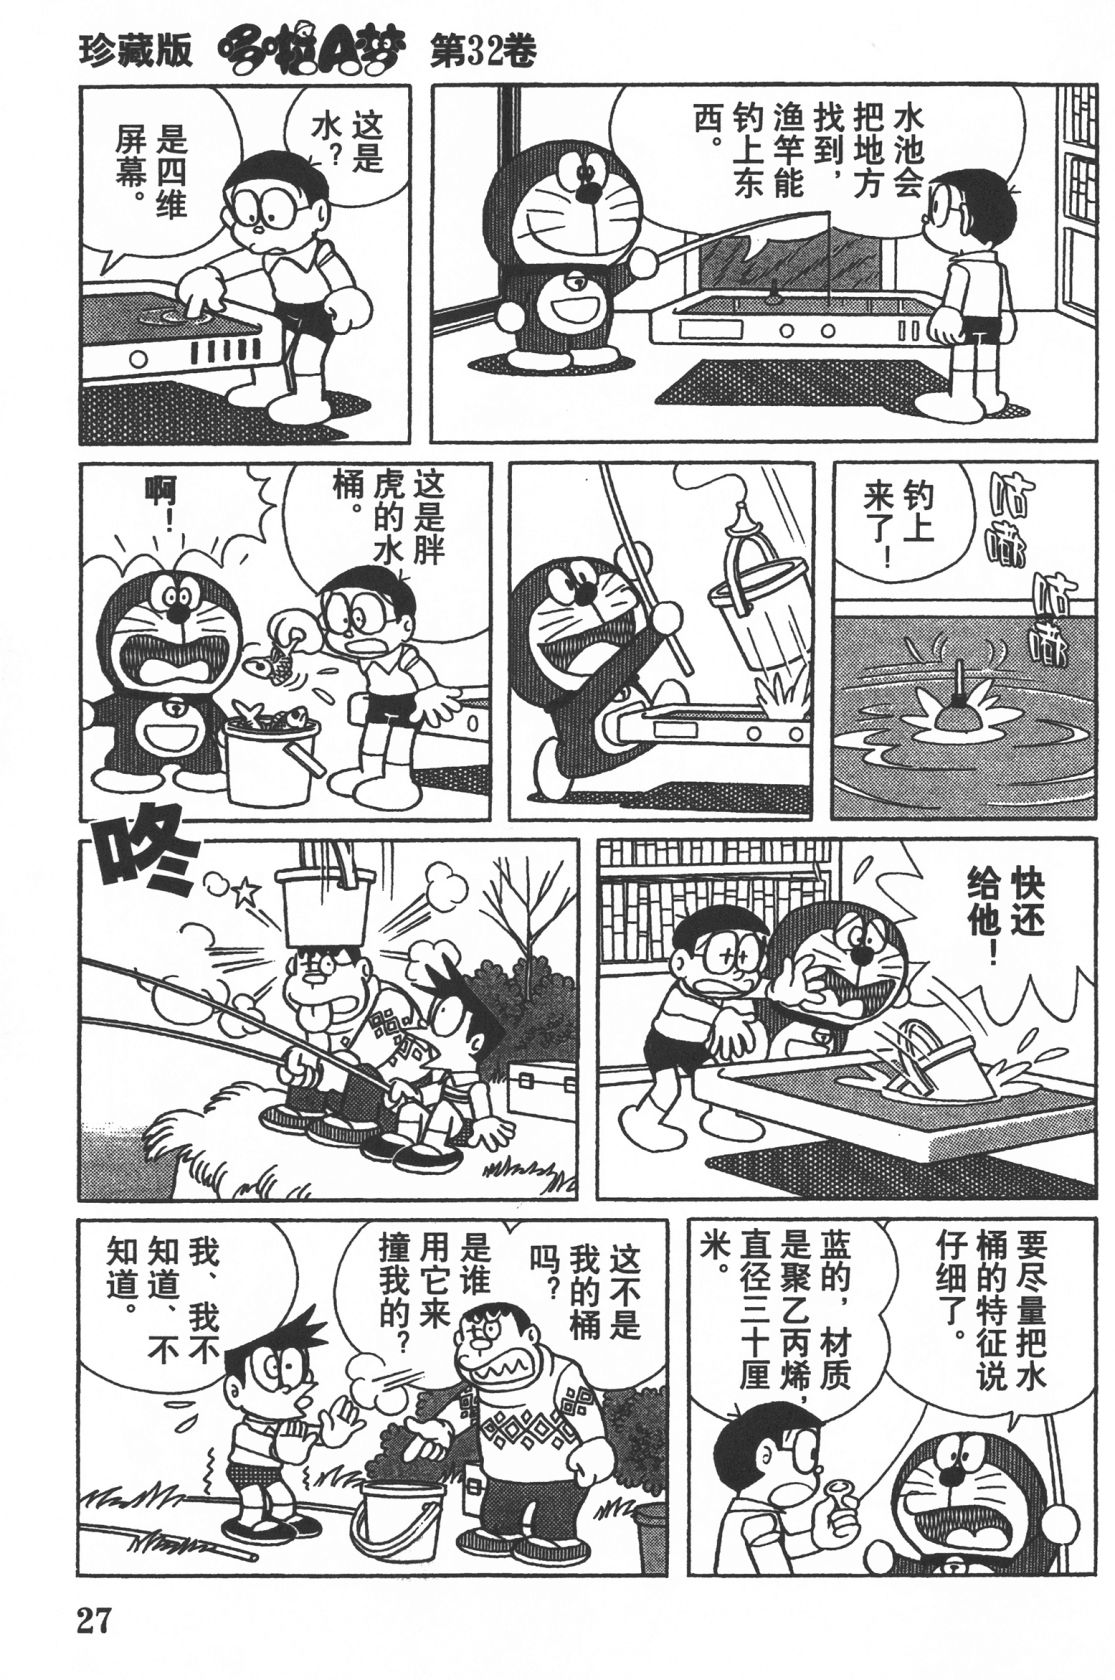 珍藏版 哆啦A梦 第32卷
水池会
把地方
找到，
渔竿能
钓上东
西。
这是
水？
是四维
屏幕。
咕嘟
咕嘟
钓上
来了！
这是胖
虎的水
桶。
啊！
快还
给他！
咚
要尽量把水
桶的特征说
仔细了。
蓝的，材质
是聚乙丙烯，
直径三十厘
米。
这不是
我的桶
吗？
是谁
用它来
撞我的？
我、我不
知道、不
知道。
27